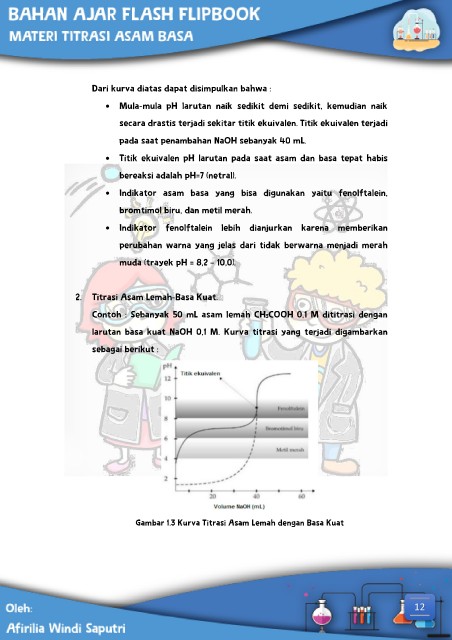 BAHAN AJAR FLASH FLIPBOOK
MATERI TITRASI ASAM BASA
Dari kurva diatas dapat disimpulkan bahwa :
• Mula-mula pH larutan naik sedikit demi sedikit, kemudian naik
secara drastis terjadi sekitar titik ekuivalen. Titik ekuivalen terjadi
pada saat penambahan NaOH sebanyak 40 mL.
• Titik ekuivalen pH larutan pada saat asam dan basa tepat habis
bereaksi adalah pH=7 (netral).
• Indikator asam basa yang bisa digunakan yaitu fenolftalein,
bromtimol biru, dan metil merah.
• Indikator fenolftalein lebih dianjurkan karena memberikan
perubahan warna yang jelas dari tidak berwarna menjadi merah
muda (trayek pH = 8,2 – 10,0).
2. Titrasi Asam Lemah-Basa Kuat
Contoh : Sebanyak 50 mL asam lemah CH₃COOH 0,1 M dititrasi dengan
larutan basa kuat NaOH 0,1 M. Kurva titrasi yang terjadi digambarkan
sebagai berikut :
pH
Titik ekuivalen
12
10
8
6
4
2
Fenolftalein
Bromtimol biru
Metil merah
20 40 60
Volume NaOH (mL)
Gambar 1.3 Kurva Titrasi Asam Lemah dengan Basa Kuat
12
Oleh:
Afirilia Windi Saputri